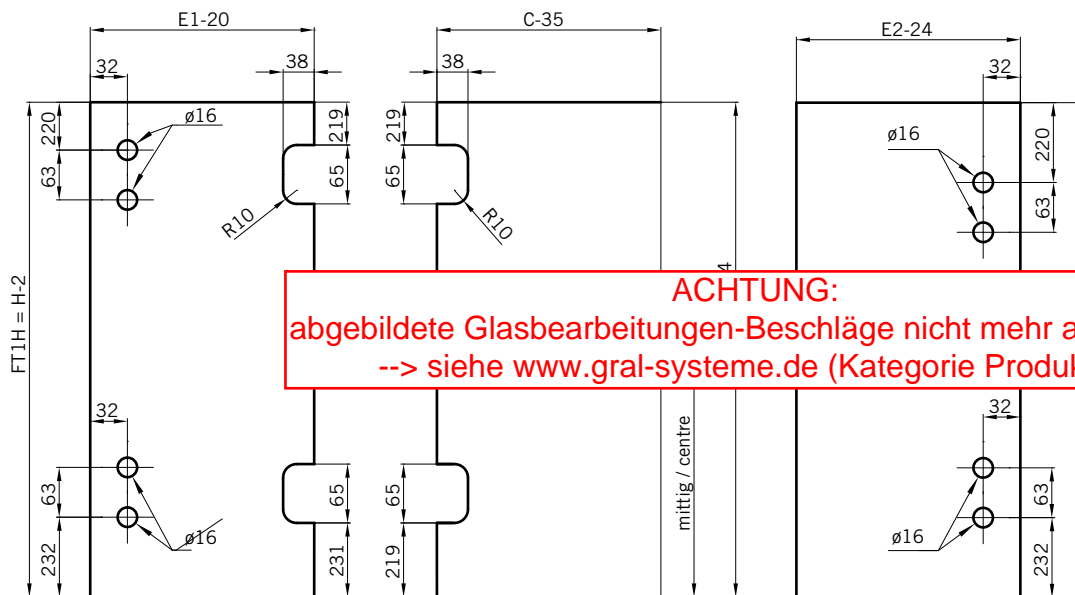 E1-20
C-35
E2-24
32
38
38
32
220
63
ø16
219
65
R10
219
65
R10
ø16
220
63
FT1H = H-2
4
ACHTUNG:
abgebildete Glasbearbeitungen-Beschläge nicht mehr a
--> siehe www.gral-systeme.de (Kategorie Produk
mittig / centre
32
63
232
ø16
65
231
65
219
32
ø16
63
232